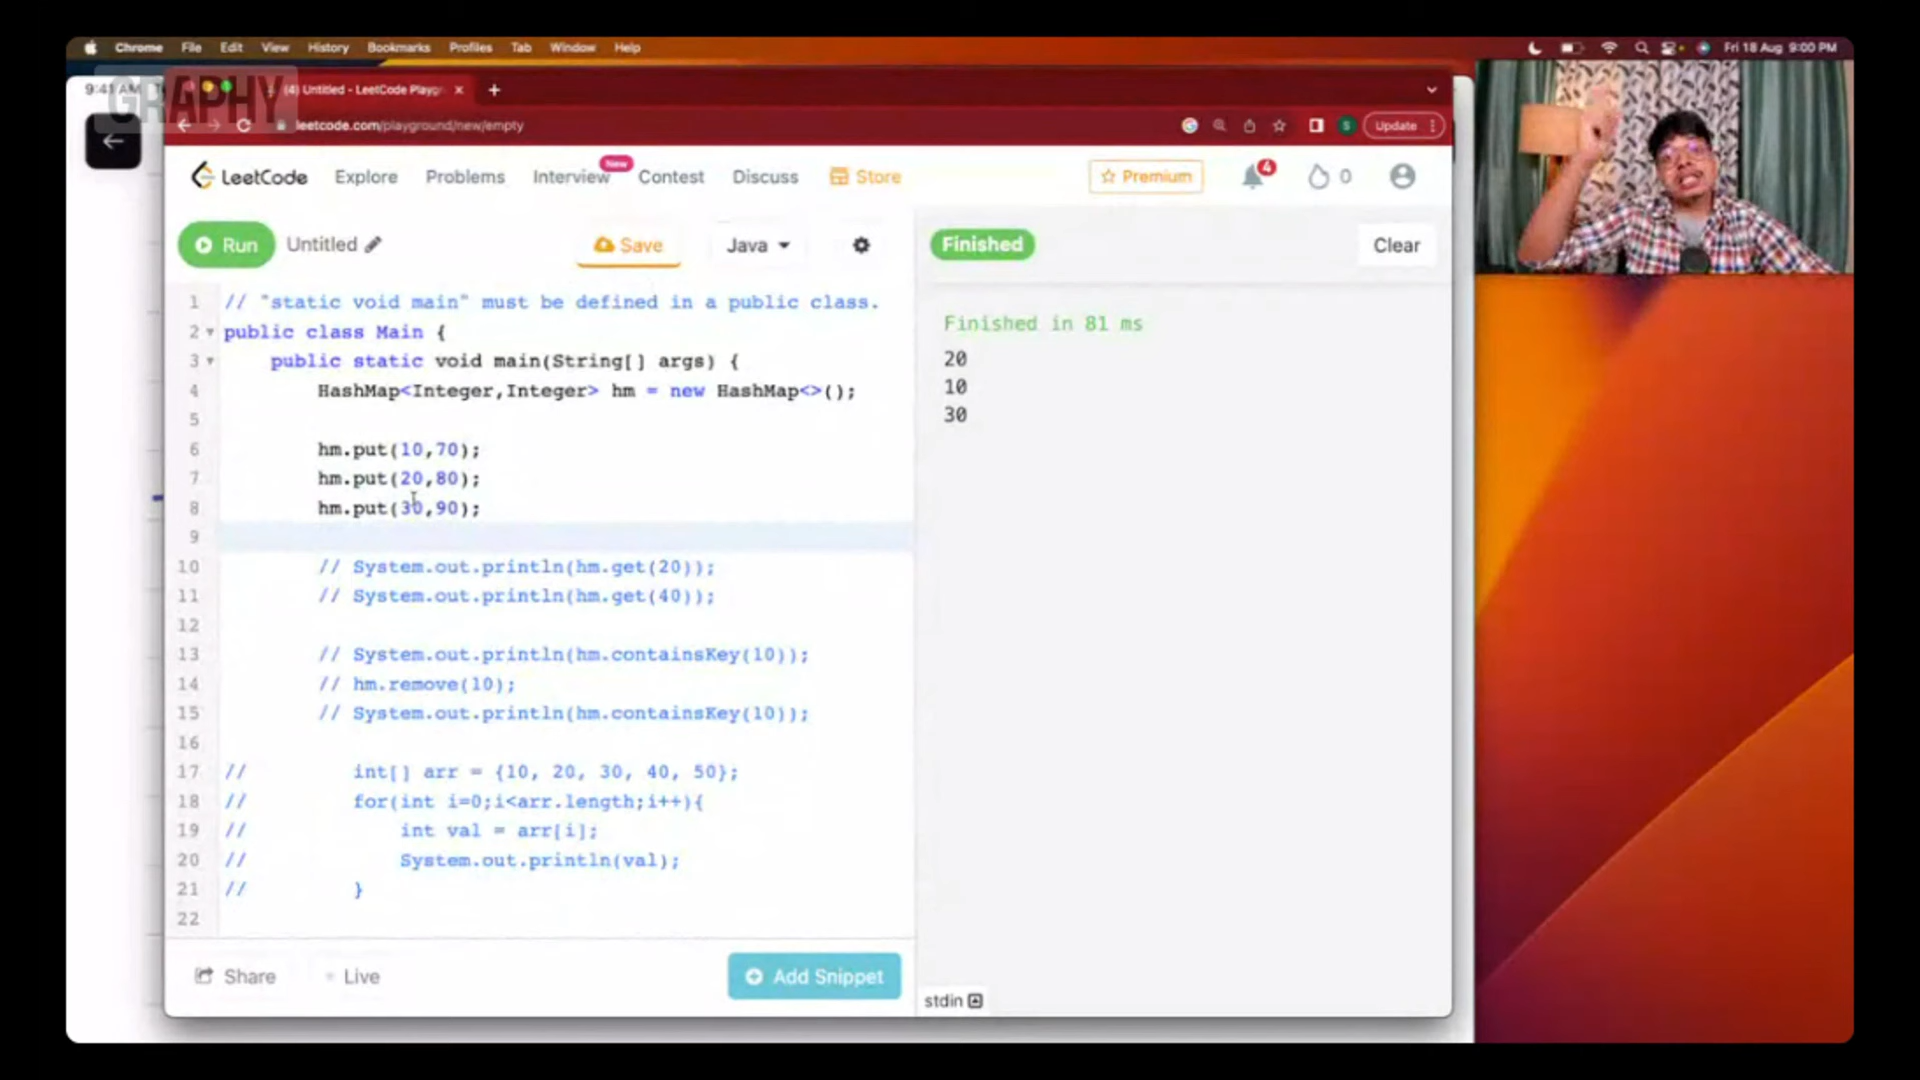 Chrome File Edit View History Bookmarks Profiles Tab Window Help
Fri 18 Aug 9:00 PM
9:41 AM
GRAPHY
(4) Untitled - LeetCode Playgr
leetcode.com/playground/new/empty
Update
LeetCode Explore Problems Interview New Contest Discuss Store
Premium 4 0
Run Untitled Save Java
Finished Clear
1 // "static void main" must be defined in a public class.
2 public class Main {
3 public static void main(String[] args) {
4 HashMap<Integer,Integer> hm = new HashMap<>();
5
6 hm.put(10,70);
7 hm.put(20,80);
8 hm.put(30,90);
9
10 // System.out.println(hm.get(20));
11 // System.out.println(hm.get(40));
12
13 // System.out.println(hm.containsKey(10));
14 // hm.remove(10);
15 // System.out.println(hm.containsKey(10));
16
17 // int[] arr = {10, 20, 30, 40, 50};
18 // for(int i=0;i<arr.length;i++){
19 // int val = arr[i];
20 // System.out.println(val);
21 // }
22
Finished in 81 ms
20
10
30
Share Live Add Snippet
stdin